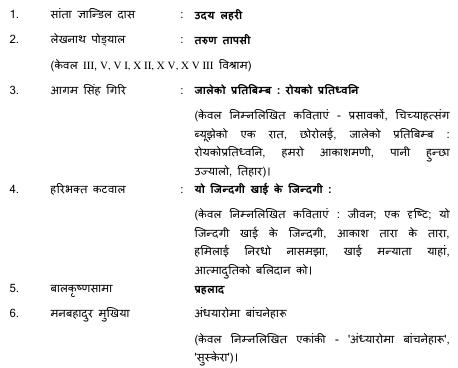 1. सांता ज्ञान्डिल दास : उदय लहरी
2. लेखनाथ पोड्याल : तरुण तापसी
(केवल III, V, V I, X II, X V, X V III विश्राम)
3. आगम सिंह गिरि : जालेको प्रतिबिम्ब : रोयको प्रतिध्वनि
(केवल निम्नलिखित कविताएं - प्रसावकों, चिच्याहत्संग
ब्यूझेको एक रात, छोरोलई, जालेको प्रतिबिम्ब :
रोयकोप्रतिध्वनि, हमरो आकाशमणी, पानी हुन्छा
उज्यालो, तिहार)।
4. हरिभक्त कटवाल : यो जिन्दगी खाई के जिन्दगी :
(केवल निम्नलिखित कविताएं : जीवन; एक दृष्टि; यो
जिन्दगी खाई के जिन्दगी, आकाश तारा के तारा,
हमिलाई निरधो नासमझा, खाई मन्याता याहां,
आत्मादुतिको बलिदान को।
5. बालकृष्णसामा प्रहलाद
6. मनबहादुर मुखिया अंधयारोमा बांचनेहारू
(केवल निम्नलिखित एकांकी - 'अंध्यारोमा बांचनेहारू',
'सुस्केरा')।